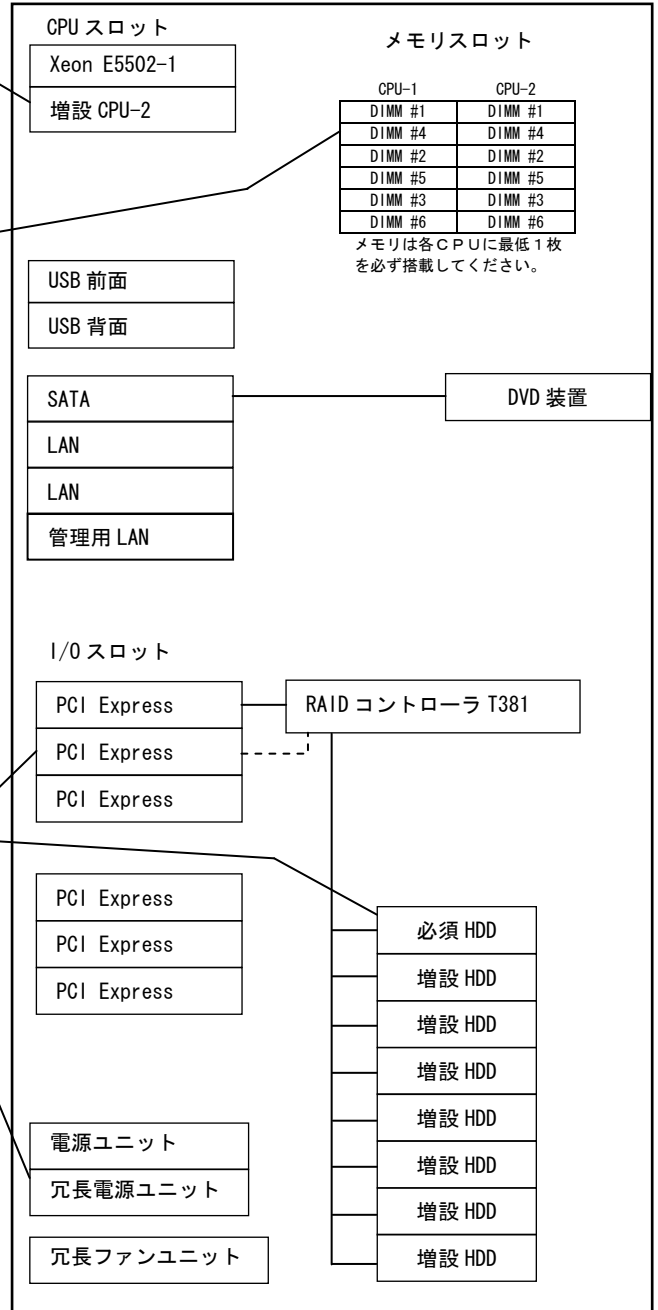 CPU スロット
Xeon E5502-1
増設 CPU-2
メモリスロット
CPU-1 CPU-2
DIMM #1 DIMM #1
DIMM #4 DIMM #4
DIMM #2 DIMM #2
DIMM #5 DIMM #5
DIMM #3 DIMM #3
DIMM #6 DIMM #6
メモリは各ＣＰＵに最低１枚
を必ず搭載してください。
USB 前面
USB 背面
SATA
DVD 装置
LAN
LAN
管理用 LAN
I/O スロット
PCI Express
RAID コントローラ T381
PCI Express
PCI Express
PCI Express
PCI Express
PCI Express
必須 HDD
増設 HDD
増設 HDD
増設 HDD
増設 HDD
増設 HDD
増設 HDD
増設 HDD
電源ユニット
冗長電源ユニット
冗長ファンユニット